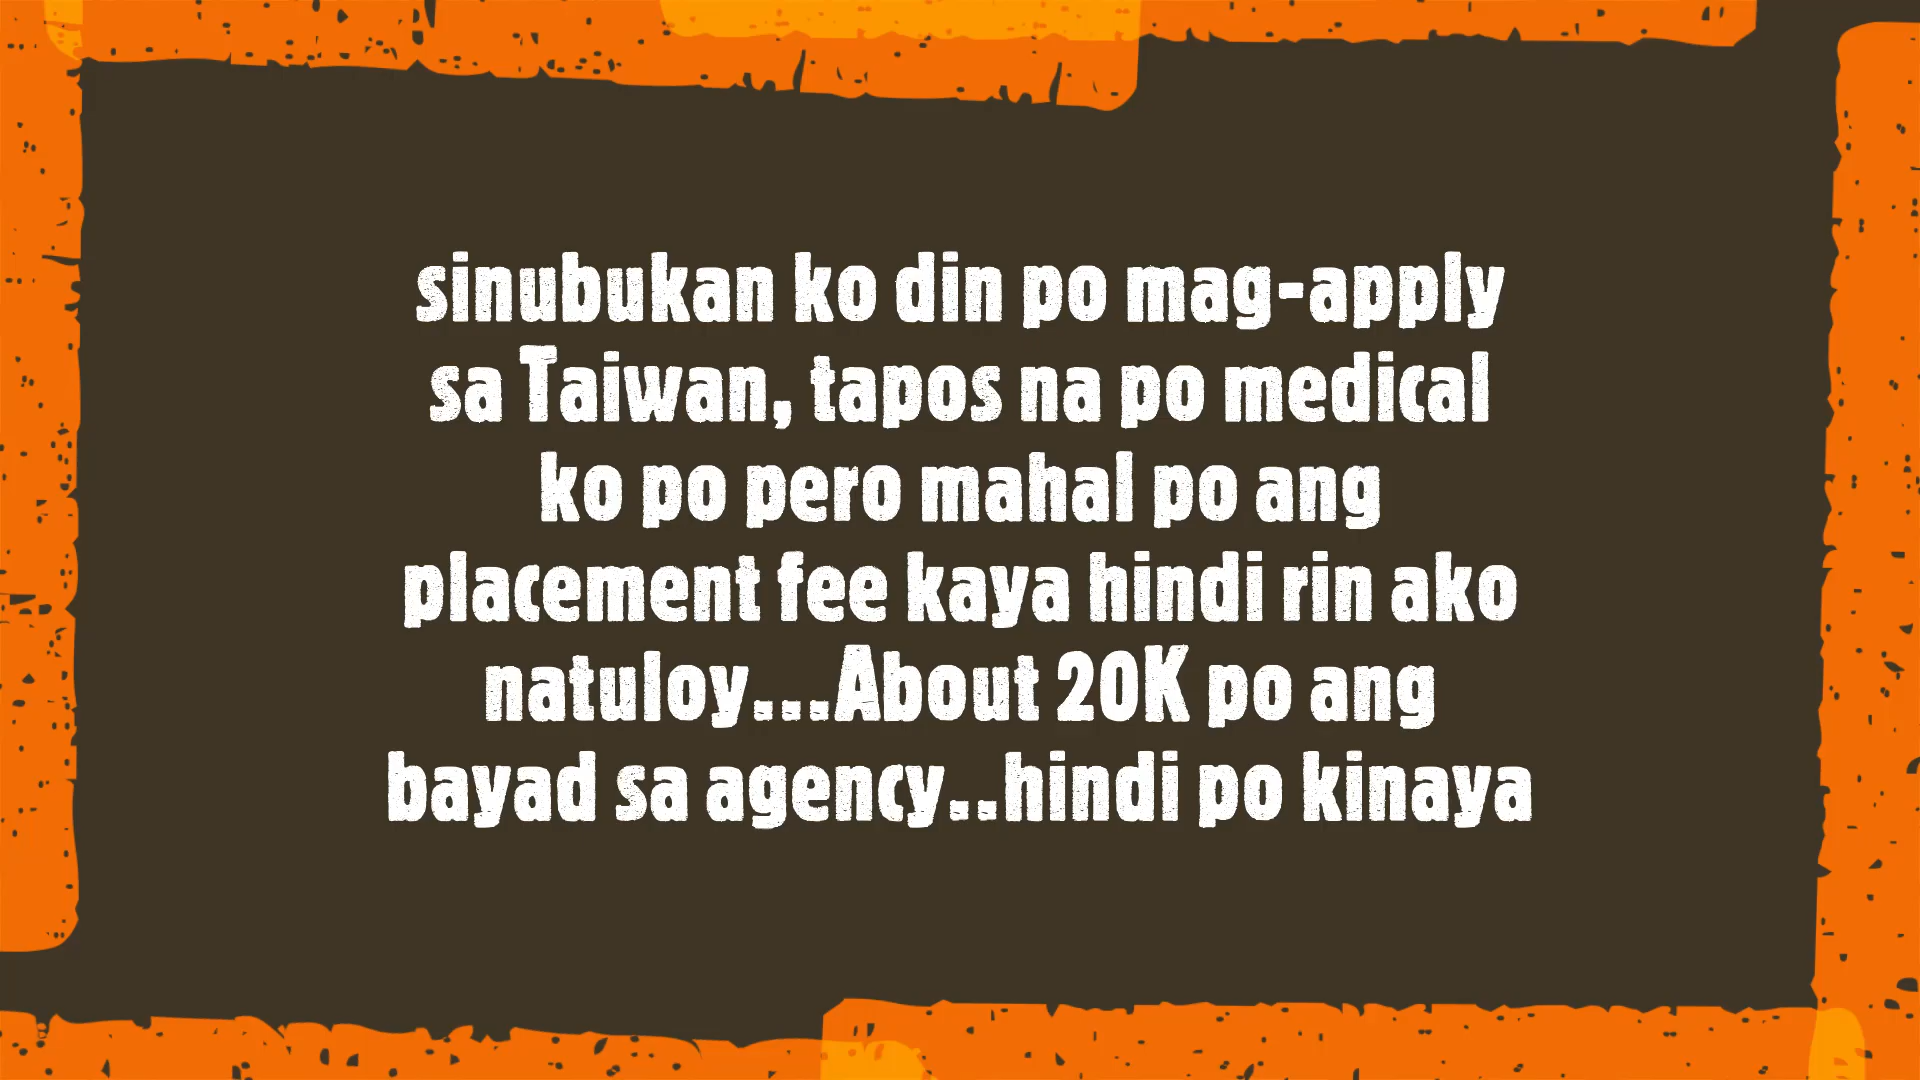 sinubukan ko din po mag-apply
sa Taiwan, tapos na po medical
ko po pero mahal po ang
placement fee kaya hindi rin ako
natuloy...About 20K po ang
bayad sa agency..hindi po kinaya